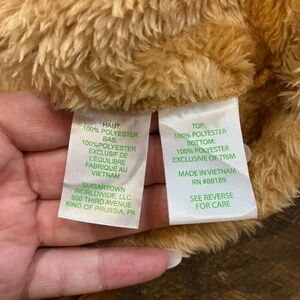 HAUT
100% POLYESTER
BAS:
100%POLYESTER
EXCLUSIF DE
L'ÉQUILIBRE
FABRIQUÉ AU
VIETNAM
SUGARTOWN
WORLDWIDE, LLC.
800 THIRD AVENUE
KING OF PRUSSIA, PA
TOP:
100% POLYESTER
BOTTOM:
100% POLYESTER
EXCLUSIVE OF TRIM
MADE IN VIETNAM
RN #88189
SEE REVERSE
FOR CARE